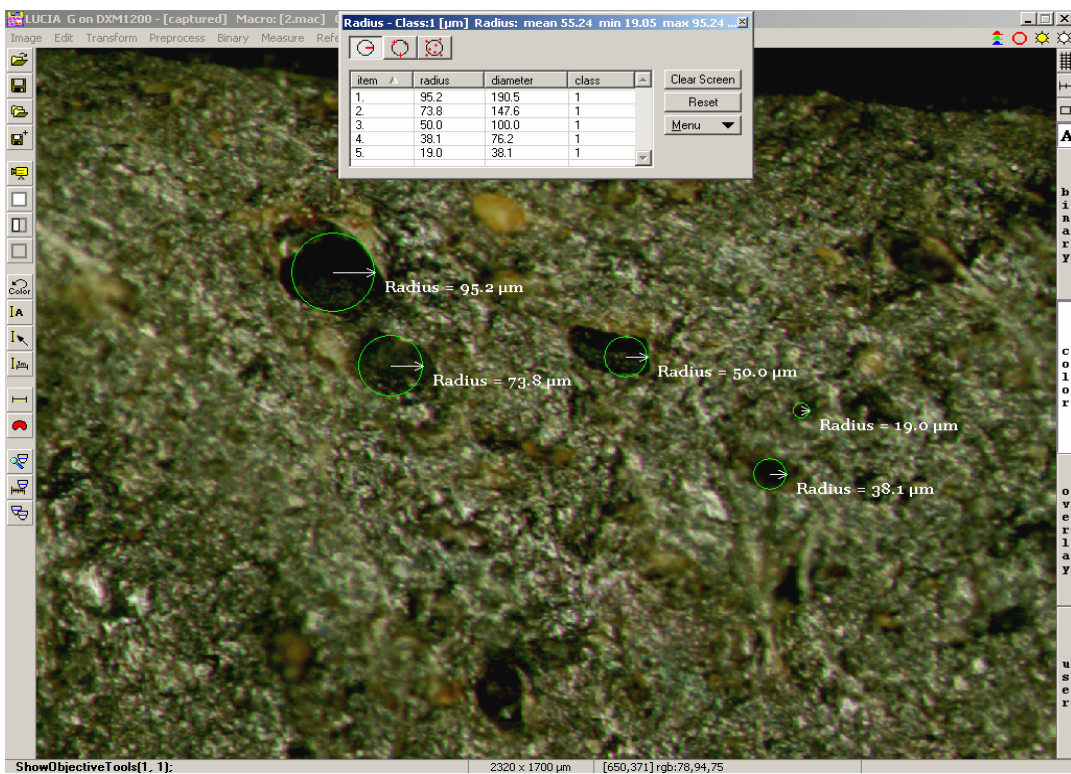 LUCIA G on DXM1200 - [captured] Macro: [2.mac]
Image Edit Transform Preprocess Binary Measure
Radius - Class:1 [µm] Radius: mean 55.24 min 19.05 max 95.24 ...
item radius diameter class
1. 95.2 190.5 1
2. 73.8 147.6 1
3. 50.0 100.0 1
4. 38.1 76.2 1
5. 19.0 38.1 1
Clear Screen
Reset
Menu
Color
A
binary
color
overlay
user
Radius = 95.2 µm
Radius = 73.8 µm
Radius = 50.0 µm
Radius = 19.0 µm
Radius = 38.1 µm
ShowObjectiveTools(1, 1);
2320 x 1700 µm
[650,371] rgb:78,94,75